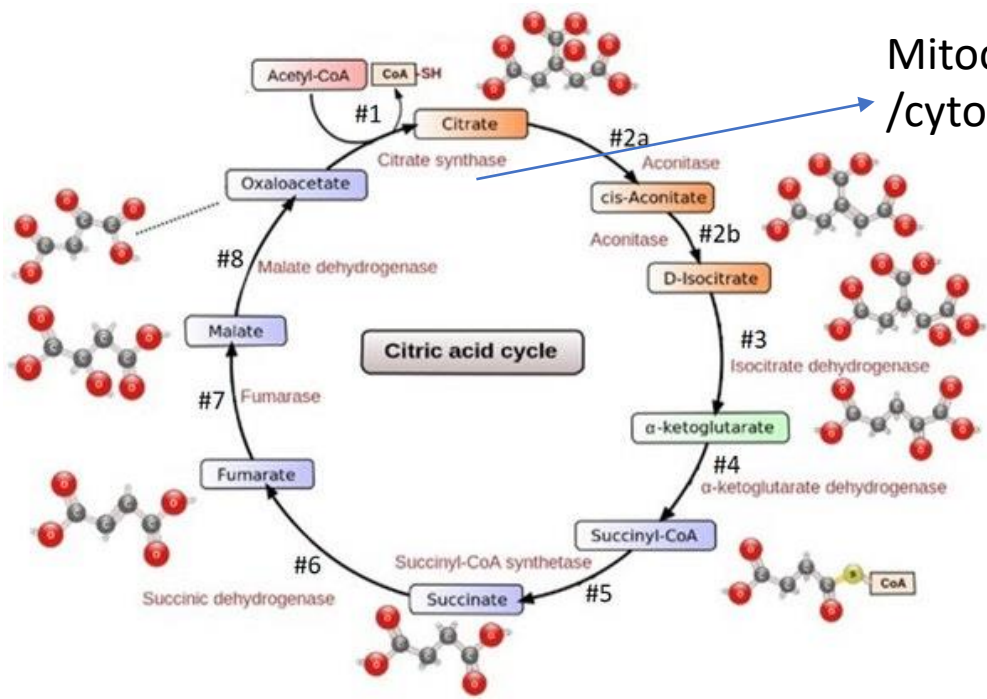 Mitoc
/cyto
Acetyl-CoA
CoA-SH
#1
Citrate
Citrate synthase
#2a
Aconitase
cis-Aconitate
Aconitase
#2b
D-Isocitrate
#3
Isocitrate dehydrogenase
α-ketoglutarate
#4
α-ketoglutarate dehydrogenase
Succinyl-CoA
Succinyl-CoA synthetase
#5
CoA
Succinate
#6
Succinic dehydrogenase
Fumarate
#7
Fumarase
Malate
#8
Malate dehydrogenase
Oxaloacetate
Citric acid cycle